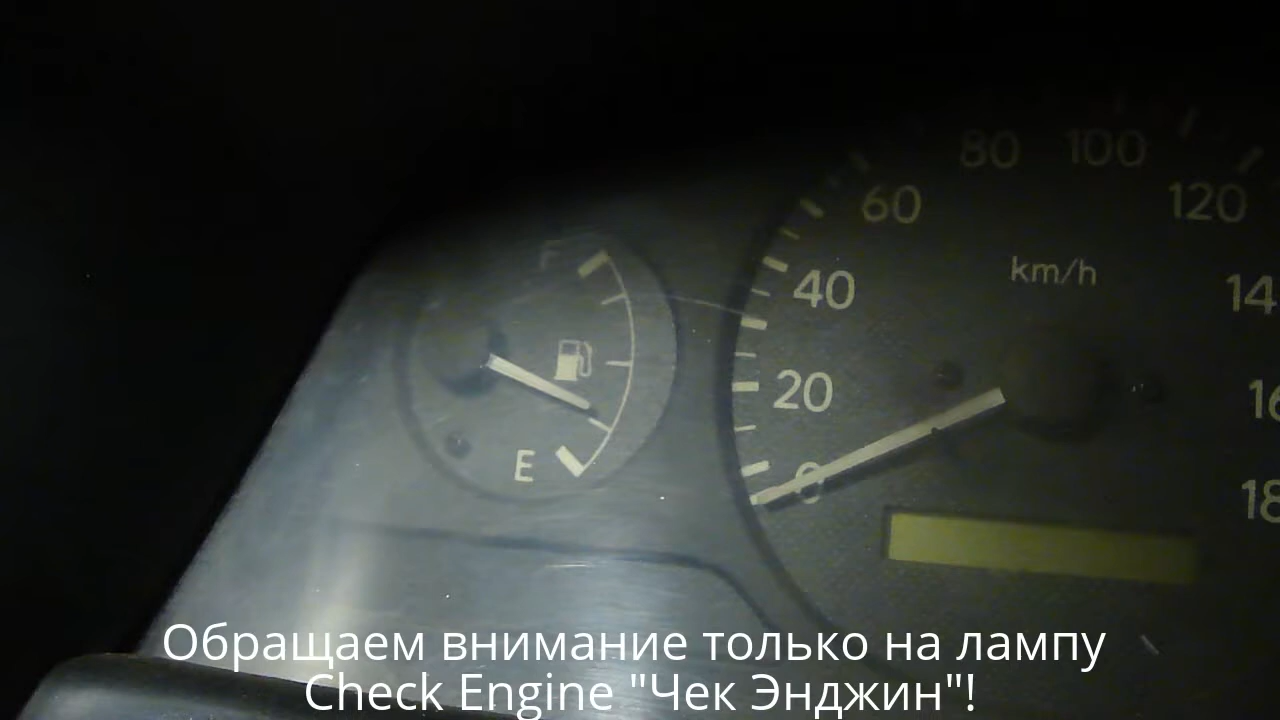 80 100
60 120
F
km/h
40 14
20 16
E 0 18
Обращаем внимание только на лампу
Check Engine "Чек Энджин"!